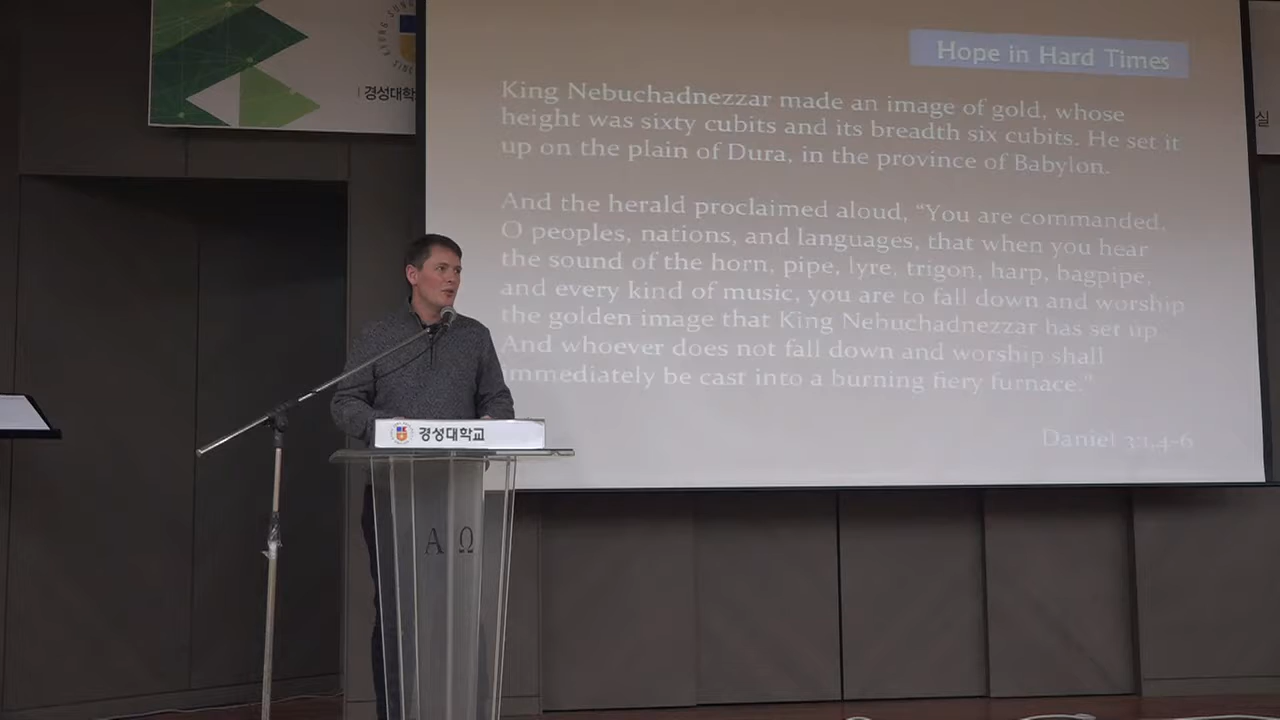 경성대학
실
Hope in Hard Times
King Nebuchadnezzar made an image of gold, whose
height was sixty cubits and its breadth six cubits. He set it
up on the plain of Dura, in the province of Babylon.
And the herald proclaimed aloud, “You are commanded,
O peoples, nations, and languages, that when you hear
the sound of the horn, pipe, lyre, trigon, harp, bagpipe,
and every kind of music, you are to fall down and worship
the golden image that King Nebuchadnezzar has set up.
And whoever does not fall down and worship shall
immediately be cast into a burning fiery furnace."
Daniel 3:1,4-6
경성대학교
Α Ω